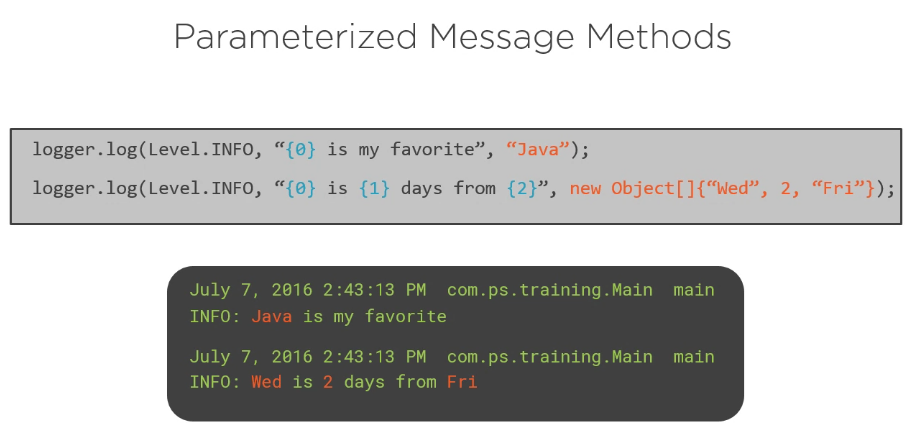 Parameterized Message Methods
logger.log(Level.INFO, “{0} is my favorite”, “Java”);
logger.log(Level.INFO, “{0} is {1} days from {2}”, new Object[]{“Wed”, 2, “Fri”});
July 7, 2016 2:43:13 PM  com.ps.training.Main  main
INFO: Java is my favorite
July 7, 2016 2:43:13 PM  com.ps.training.Main  main
INFO: Wed is 2 days from Fri